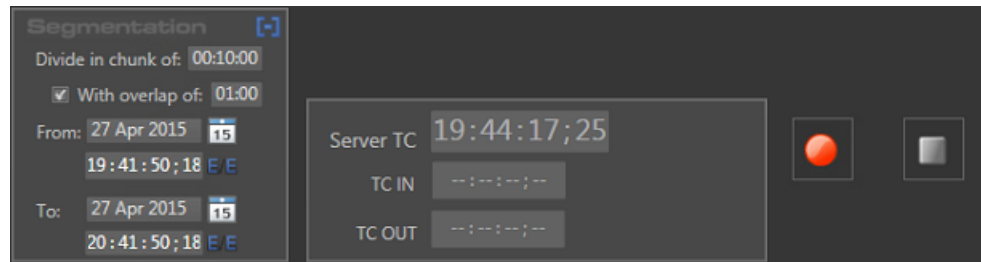 Segmentation [-]
Divide in chunk of: 00:10:00
With overlap of: 01:00
From: 27 Apr 2015 15
19:41:50;18 E/E
To: 27 Apr 2015 15
20:41:50;18 E/E
Server TC 19:44:17;25
TC IN --:--:--;--
TC OUT --:--:--;--